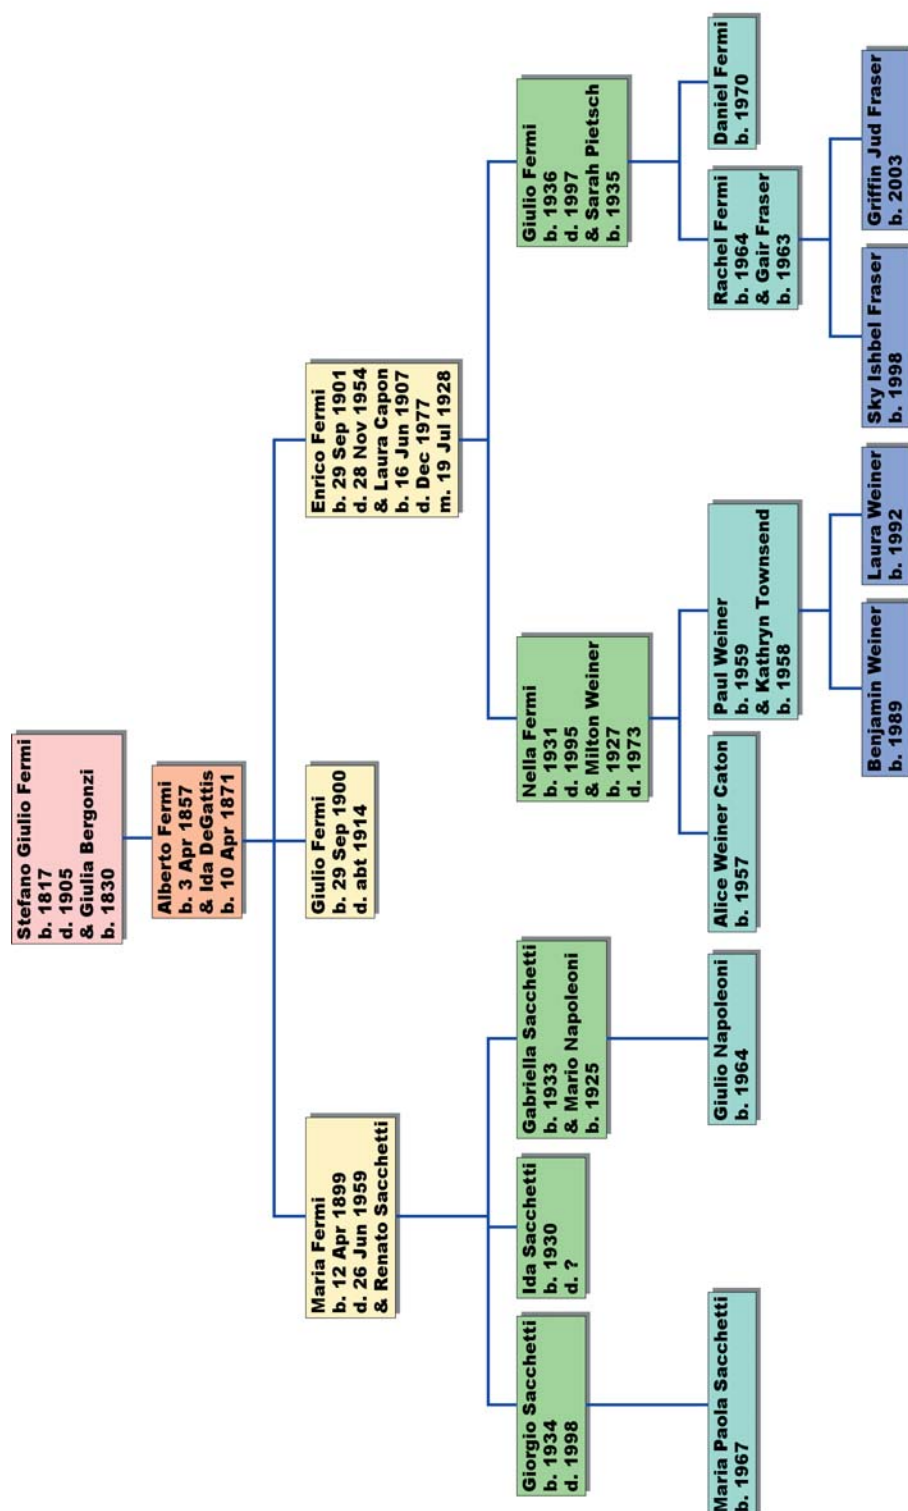 Stefano Giulio Fermi
b. 1817
d. 1905
& Giulia Bergonzi
b. 1830
Alberto Fermi
b. 3 Apr 1857
& Ida DeGattis
b. 10 Apr 1871
Maria Fermi
b. 12 Apr 1899
d. 26 Jun 1959
& Renato Sacchetti
Giulio Fermi
b. 29 Sep 1900
d. abt 1914
Enrico Fermi
b. 29 Sep 1901
d. 28 Nov 1954
& Laura Capon
b. 16 Jun 1907
d. Dec 1977
m. 19 Jul 1928
Giorgio Sacchetti
b. 1934
d. 1998
Ida Sacchetti
b. 1930
d. ?
Gabriella Sacchetti
b. 1933
& Mario Napoleoni
b. 1925
Nella Fermi
b. 1931
d. 1995
& Milton Weiner
b. 1927
d. 1973
Giulio Fermi
b. 1936
d. 1997
& Sarah Pietsch
b. 1935
Maria Paola Sacchetti
b. 1967
Giulio Napoleoni
b. 1964
Alice Weiner Caton
b. 1957
Paul Weiner
b. 1959
& Kathryn Townsend
b. 1958
Rachel Fermi
b. 1964
& Gair Fraser
b. 1963
Daniel Fermi
b. 1970
Benjamin Weiner
b. 1989
Laura Weiner
b. 1992
Sky Ishbel Fraser
b. 1998
Griffin Jud Fraser
b. 2003